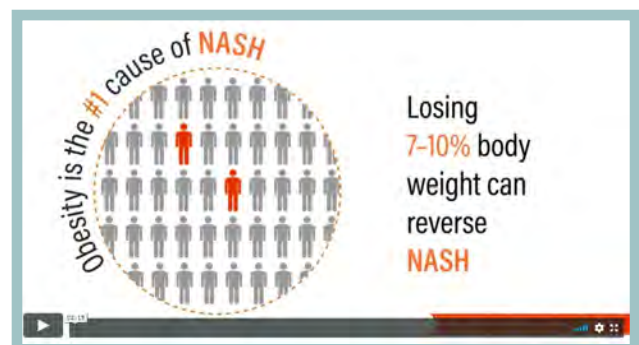 Obesity is the #1 cause of NASH
Losing
7–10% body
weight can
reverse
NASH